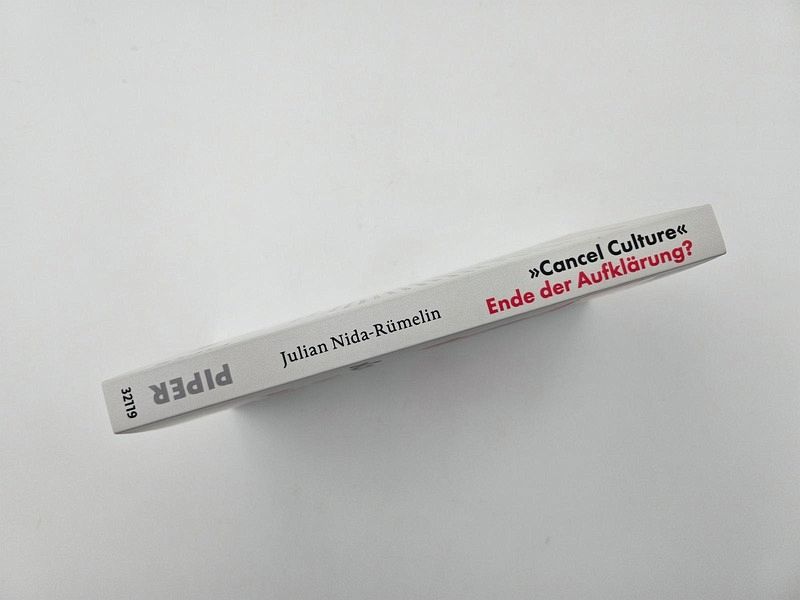 »Cancel Culture«
Ende der Aufklärung?
Julian Nida-Rümelin
PIPER
32119